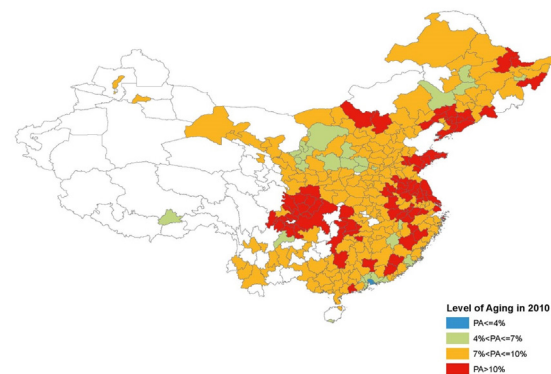 Level of Aging in 2010
PA<=4%
4%<PA<=7%
7%<PA<=10%
PA>10%